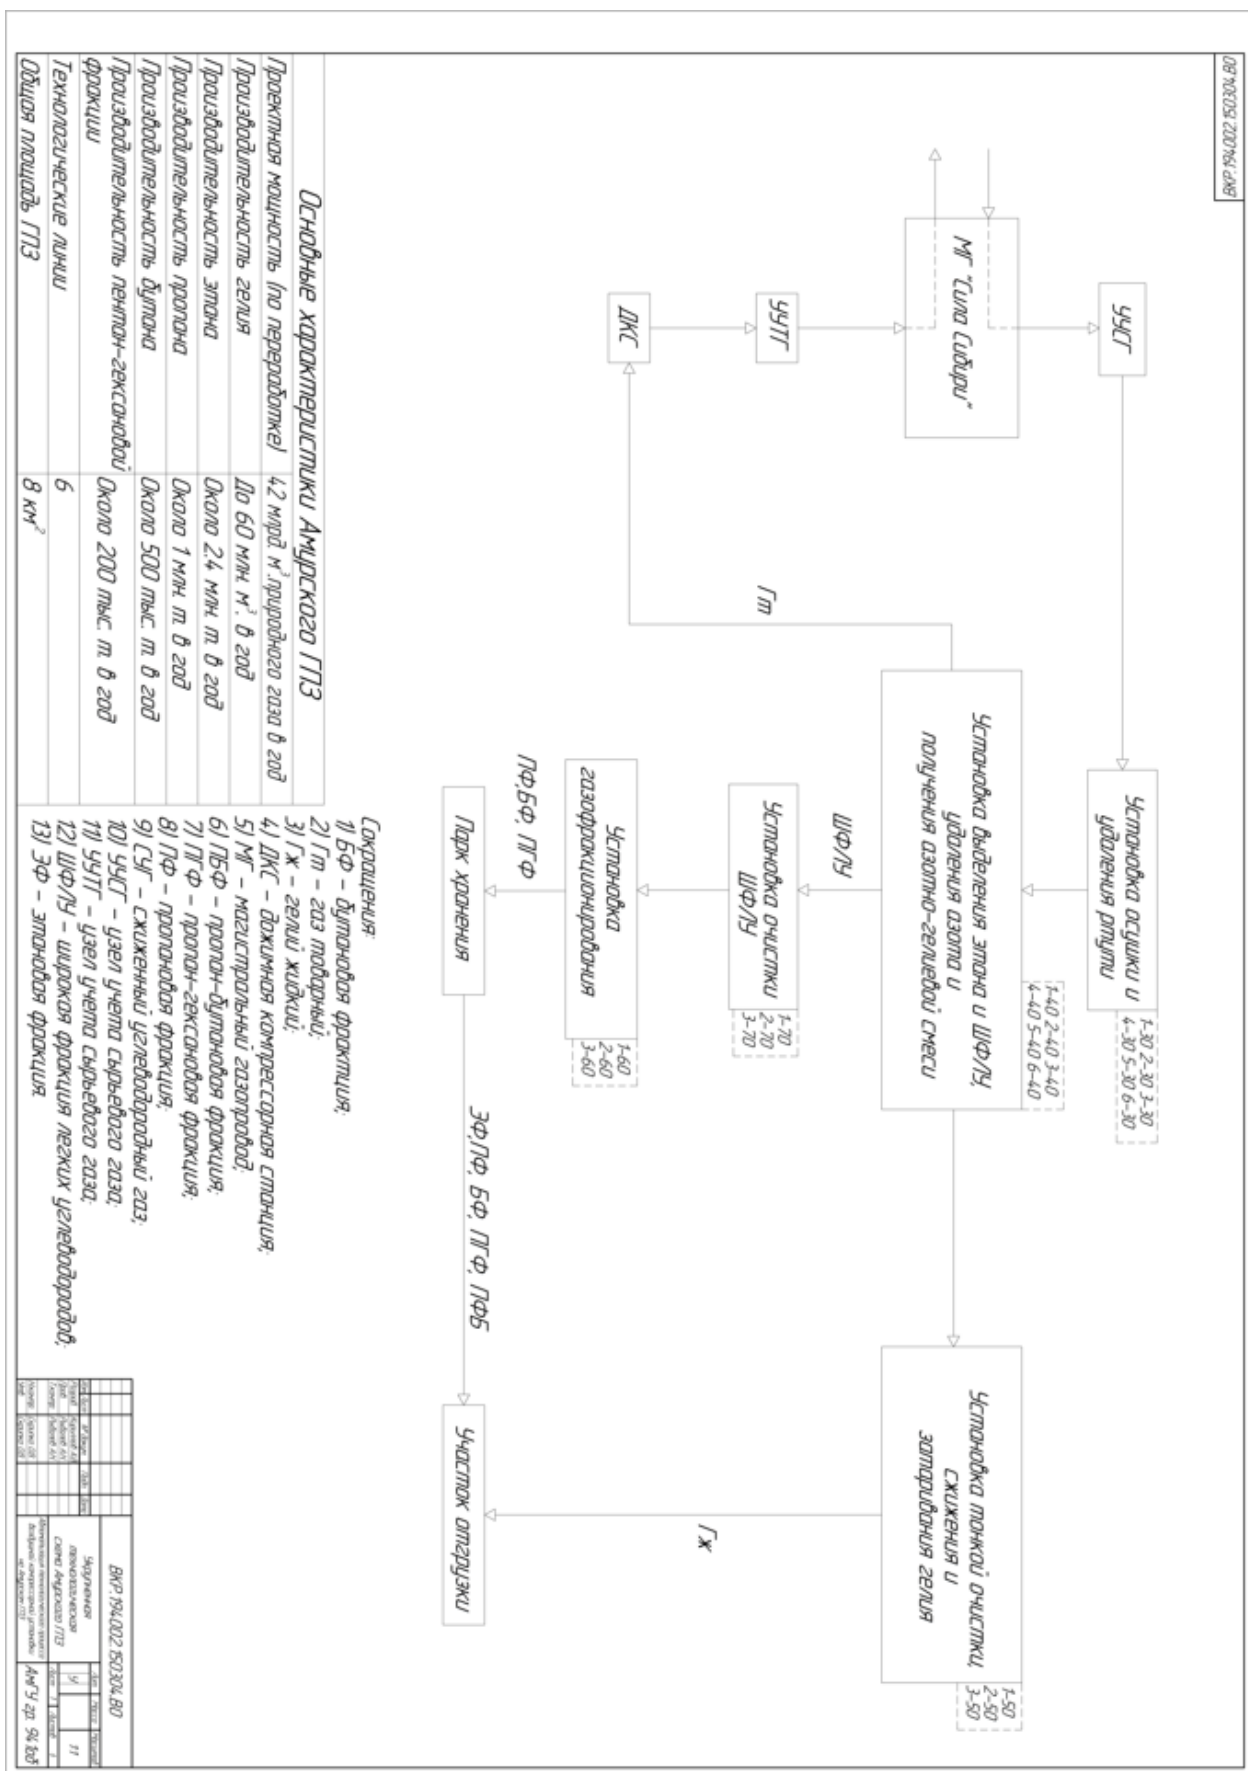 ВКР.194.002.150304.ВО
МГ "Сила Сибири"
УУСГ
УУТГ
ДКС
Установка осушки и
удаления ртути
1-30 2-30 3-30
4-30 5-30 6-30
Установка выделения этана и ШФЛУ,
удаления азота и
получения азотно-гелиевой смеси
1-40 2-40 3-40
4-40 5-40 6-40
Установка тонкой очистки,
сжижения и
затаривания гелия
1-50
2-50
3-50
Гт
ШФЛУ
Установка очистки
ШФЛУ
1-70
2-70
3-70
Установка
газофракционирования
1-60
2-60
3-60
ПФ,БФ, ПГФ
Парк хранения
ЭФ,ПФ, БФ, ПГФ, ПФБ
Гж
Участок отгрузки
Основные характеристики Амурского ГПЗ
Проектная мощность (по переработке) 42 млрд. м³.природного газа в год
Производительность гелия До 60 млн. м³. в год
Производительность этана Около 2,4 млн. т. в год
Производительность пропана Около 1 млн. т. в год
Производительность бутана Около 500 тыс. т. в год
Производительность пентан-гексановой
фракции Около 200 тыс. т. в год
Технологические линии 6
Общая площадь ГПЗ 8 км²
Сокращения:
1) БФ – бутановая фракция;
2) Гт – газ товарный;
3) Гж – гелий жидкий;
4) ДКС – дожимная компрессорная станция;
5) МГ – магистральный газопровод;
6) ПБФ – пропан-бутановая фракция;
7) ПГФ – пропан-гексановая фракция;
8) ПФ – пропановая фракция;
9) СУГ – сжиженный углеводородный газ;
10) УУСГ – узел учета сырьевого газа;
11) УУТГ – узел учета сырьевого газа;
12) ШФЛУ – широкая фракция легких углеводородов;
13) ЭФ – этановая фракция.
ВКР.194.002.150304.ВО
Укрупненная
технологическая
схема Амурского ГПЗ
У
1:1
АмГУ гр.